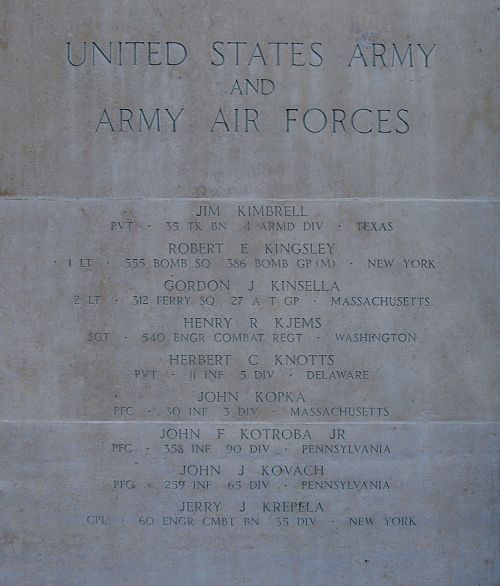 UNITED STATES ARMY
AND
ARMY AIR FORCES
JIM KIMBRELL
PVT · 35 TK BN 4 ARMD DIV · TEXAS
ROBERT E KINGSLEY
1 LT · 555 BOMB SQ 386 BOMB GP (M) · NEW YORK
GORDON J KINSELLA
2 LT · 312 FERRY SQ 27 A T GP · MASSACHUSETTS
HENRY R KJEMS
SGT · 540 ENGR COMBAT REGT · WASHINGTON
HERBERT C KNOTTS
PVT · 11 INF 5 DIV · DELAWARE
JOHN KOPKA
PFC · 30 INF 3 DIV · MASSACHUSETTS
JOHN F KOTROBA JR
PFC · 358 INF 90 DIV · PENNSYLVANIA
JOHN J KOVACH
PFC · 259 INF 65 DIV · PENNSYLVANIA
JERRY J KREPELA
CPL · 60 ENGR CMBT BN 35 DIV · NEW YORK